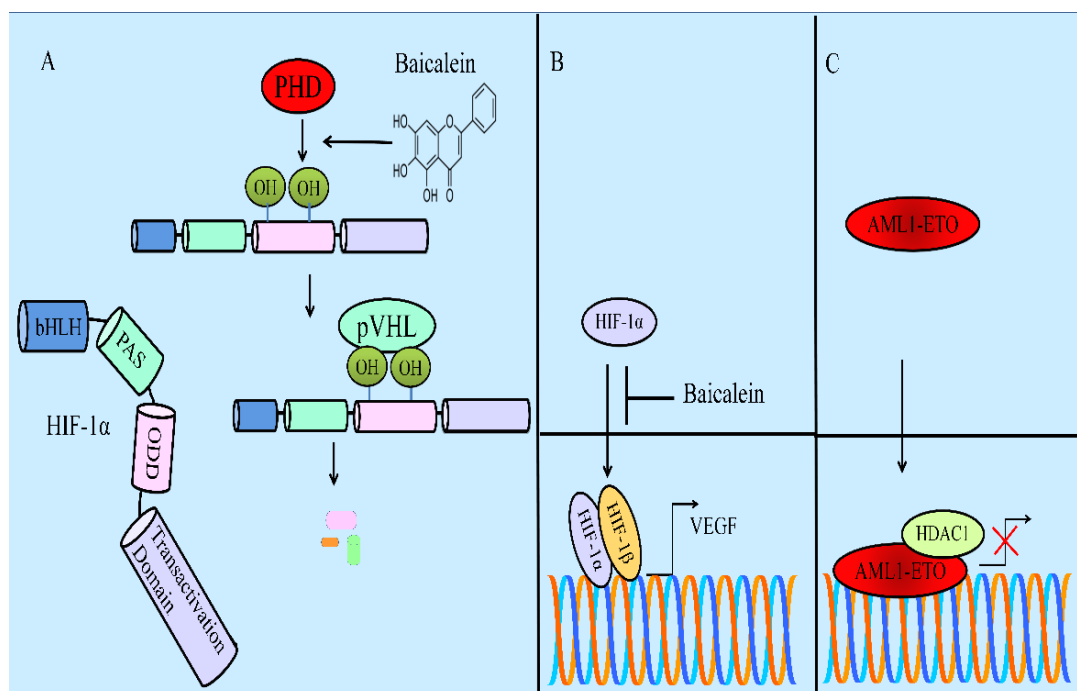 A
PHD
Baicalein
HO
O
HO
OH
O
OH
OH
bHLH
PAS
ODD
Transactivation
Domain
HIF-1α
pVHL
OH
OH
B
HIF-1α
Baicalein
HIF-1α
HIF-1β
VEGF
C
AML1-ETO
HDAC1
AML1-ETO